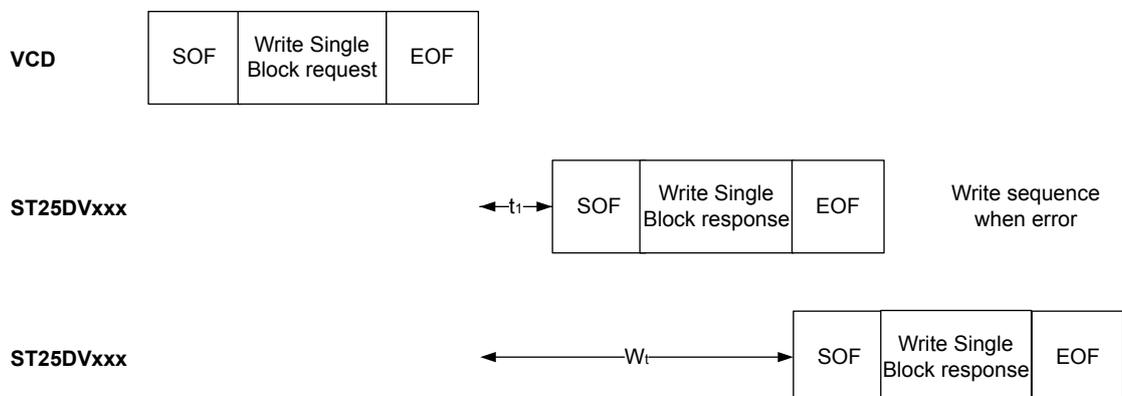 VCD
SOF
Write Single
Block request
EOF
ST25DVxxx
t1
SOF
Write Single
Block response
EOF
Write sequence
when error
ST25DVxxx
Wt
SOF
Write Single
Block response
EOF